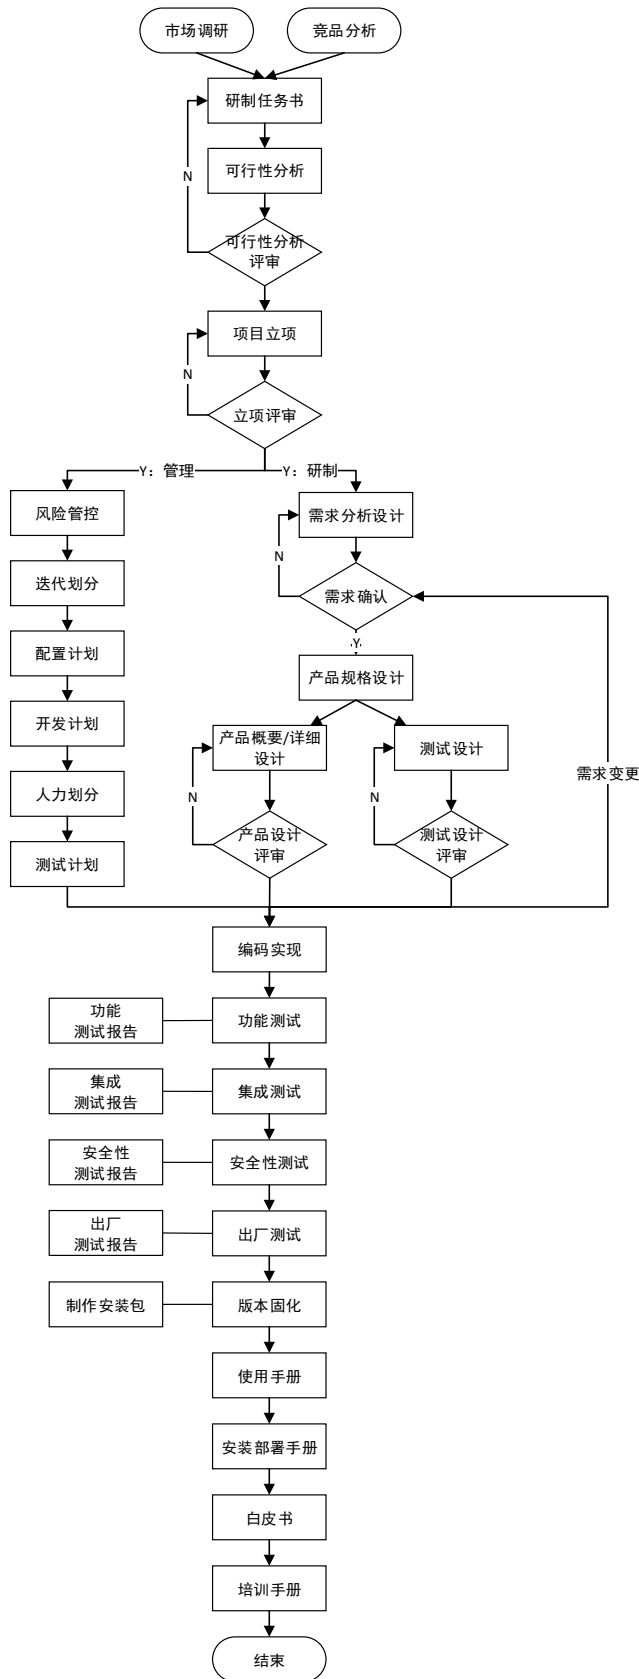 市场调研
竞品分析
研制任务书
N
可行性分析
可行性分析
评审
项目立项
N
立项评审
Y：管理
Y：研制
风险管控
需求分析设计
N
迭代划分
需求确认
Y
配置计划
产品规格设计
开发计划
产品概要/详细
设计
测试设计
需求变更
N
N
人力划分
产品设计
评审
测试设计
评审
测试计划
编码实现
功能
测试报告
功能测试
集成
测试报告
集成测试
安全性
测试报告
安全性测试
出厂
测试报告
出厂测试
制作安装包
版本固化
使用手册
安装部署手册
白皮书
培训手册
结束